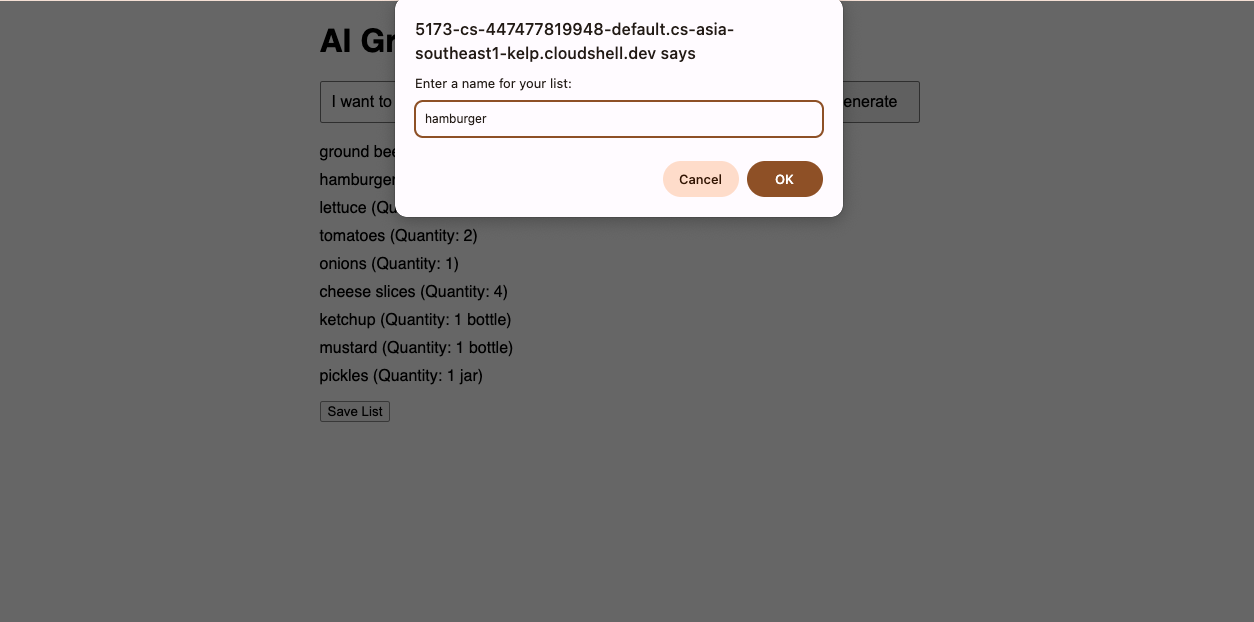 AI Gr
5173-cs-447477819948-default.cs-asia-
southeast1-kelp.cloudshell.dev says
Enter a name for your list:
hamburger
Cancel
OK
I want to
enerate
ground bee
hamburger
lettuce (Qu
tomatoes (Quantity: 2)
onions (Quantity: 1)
cheese slices (Quantity: 4)
ketchup (Quantity: 1 bottle)
mustard (Quantity: 1 bottle)
pickles (Quantity: 1 jar)
Save List